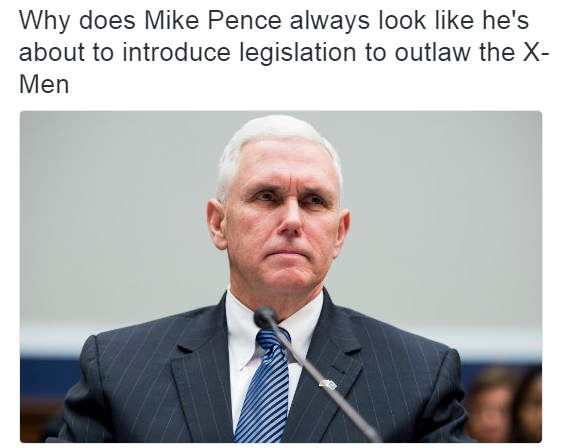 Why does Mike Pence always look like he's
about to introduce legislation to outlaw the X-
Men